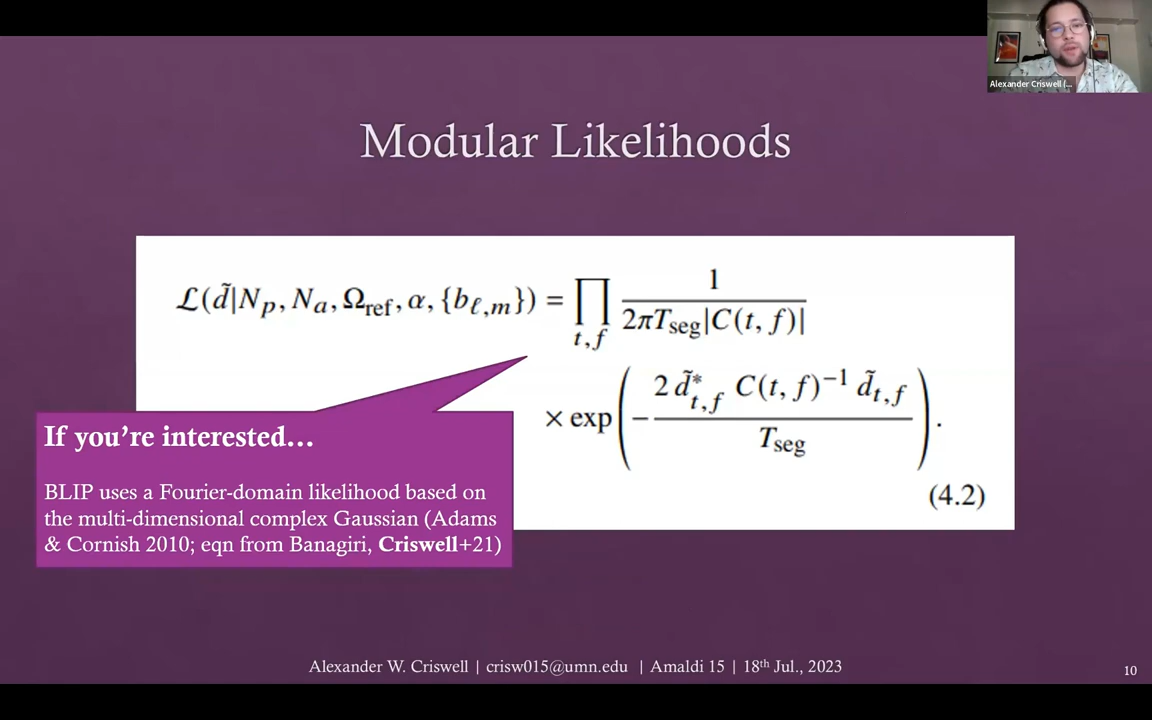 Alexander Criswell (...
Modular Likelihoods
ℒ(d̃|N_p, N_a, Ω_ref, α, {b_ℓ,m}) = ∏_{t,f} 1 / (2πT_seg|C(t, f)|)
× exp(− (2 d̃*_{t,f} C(t, f)^{−1} d̃_{t,f}) / T_seg).
(4.2)
If you're interested...
BLIP uses a Fourier-domain likelihood based on
the multi-dimensional complex Gaussian (Adams
& Cornish 2010; eqn from Banagiri, Criswell+21)
Alexander W. Criswell | crisw015@umn.edu | Amaldi 15 | 18th Jul., 2023
10